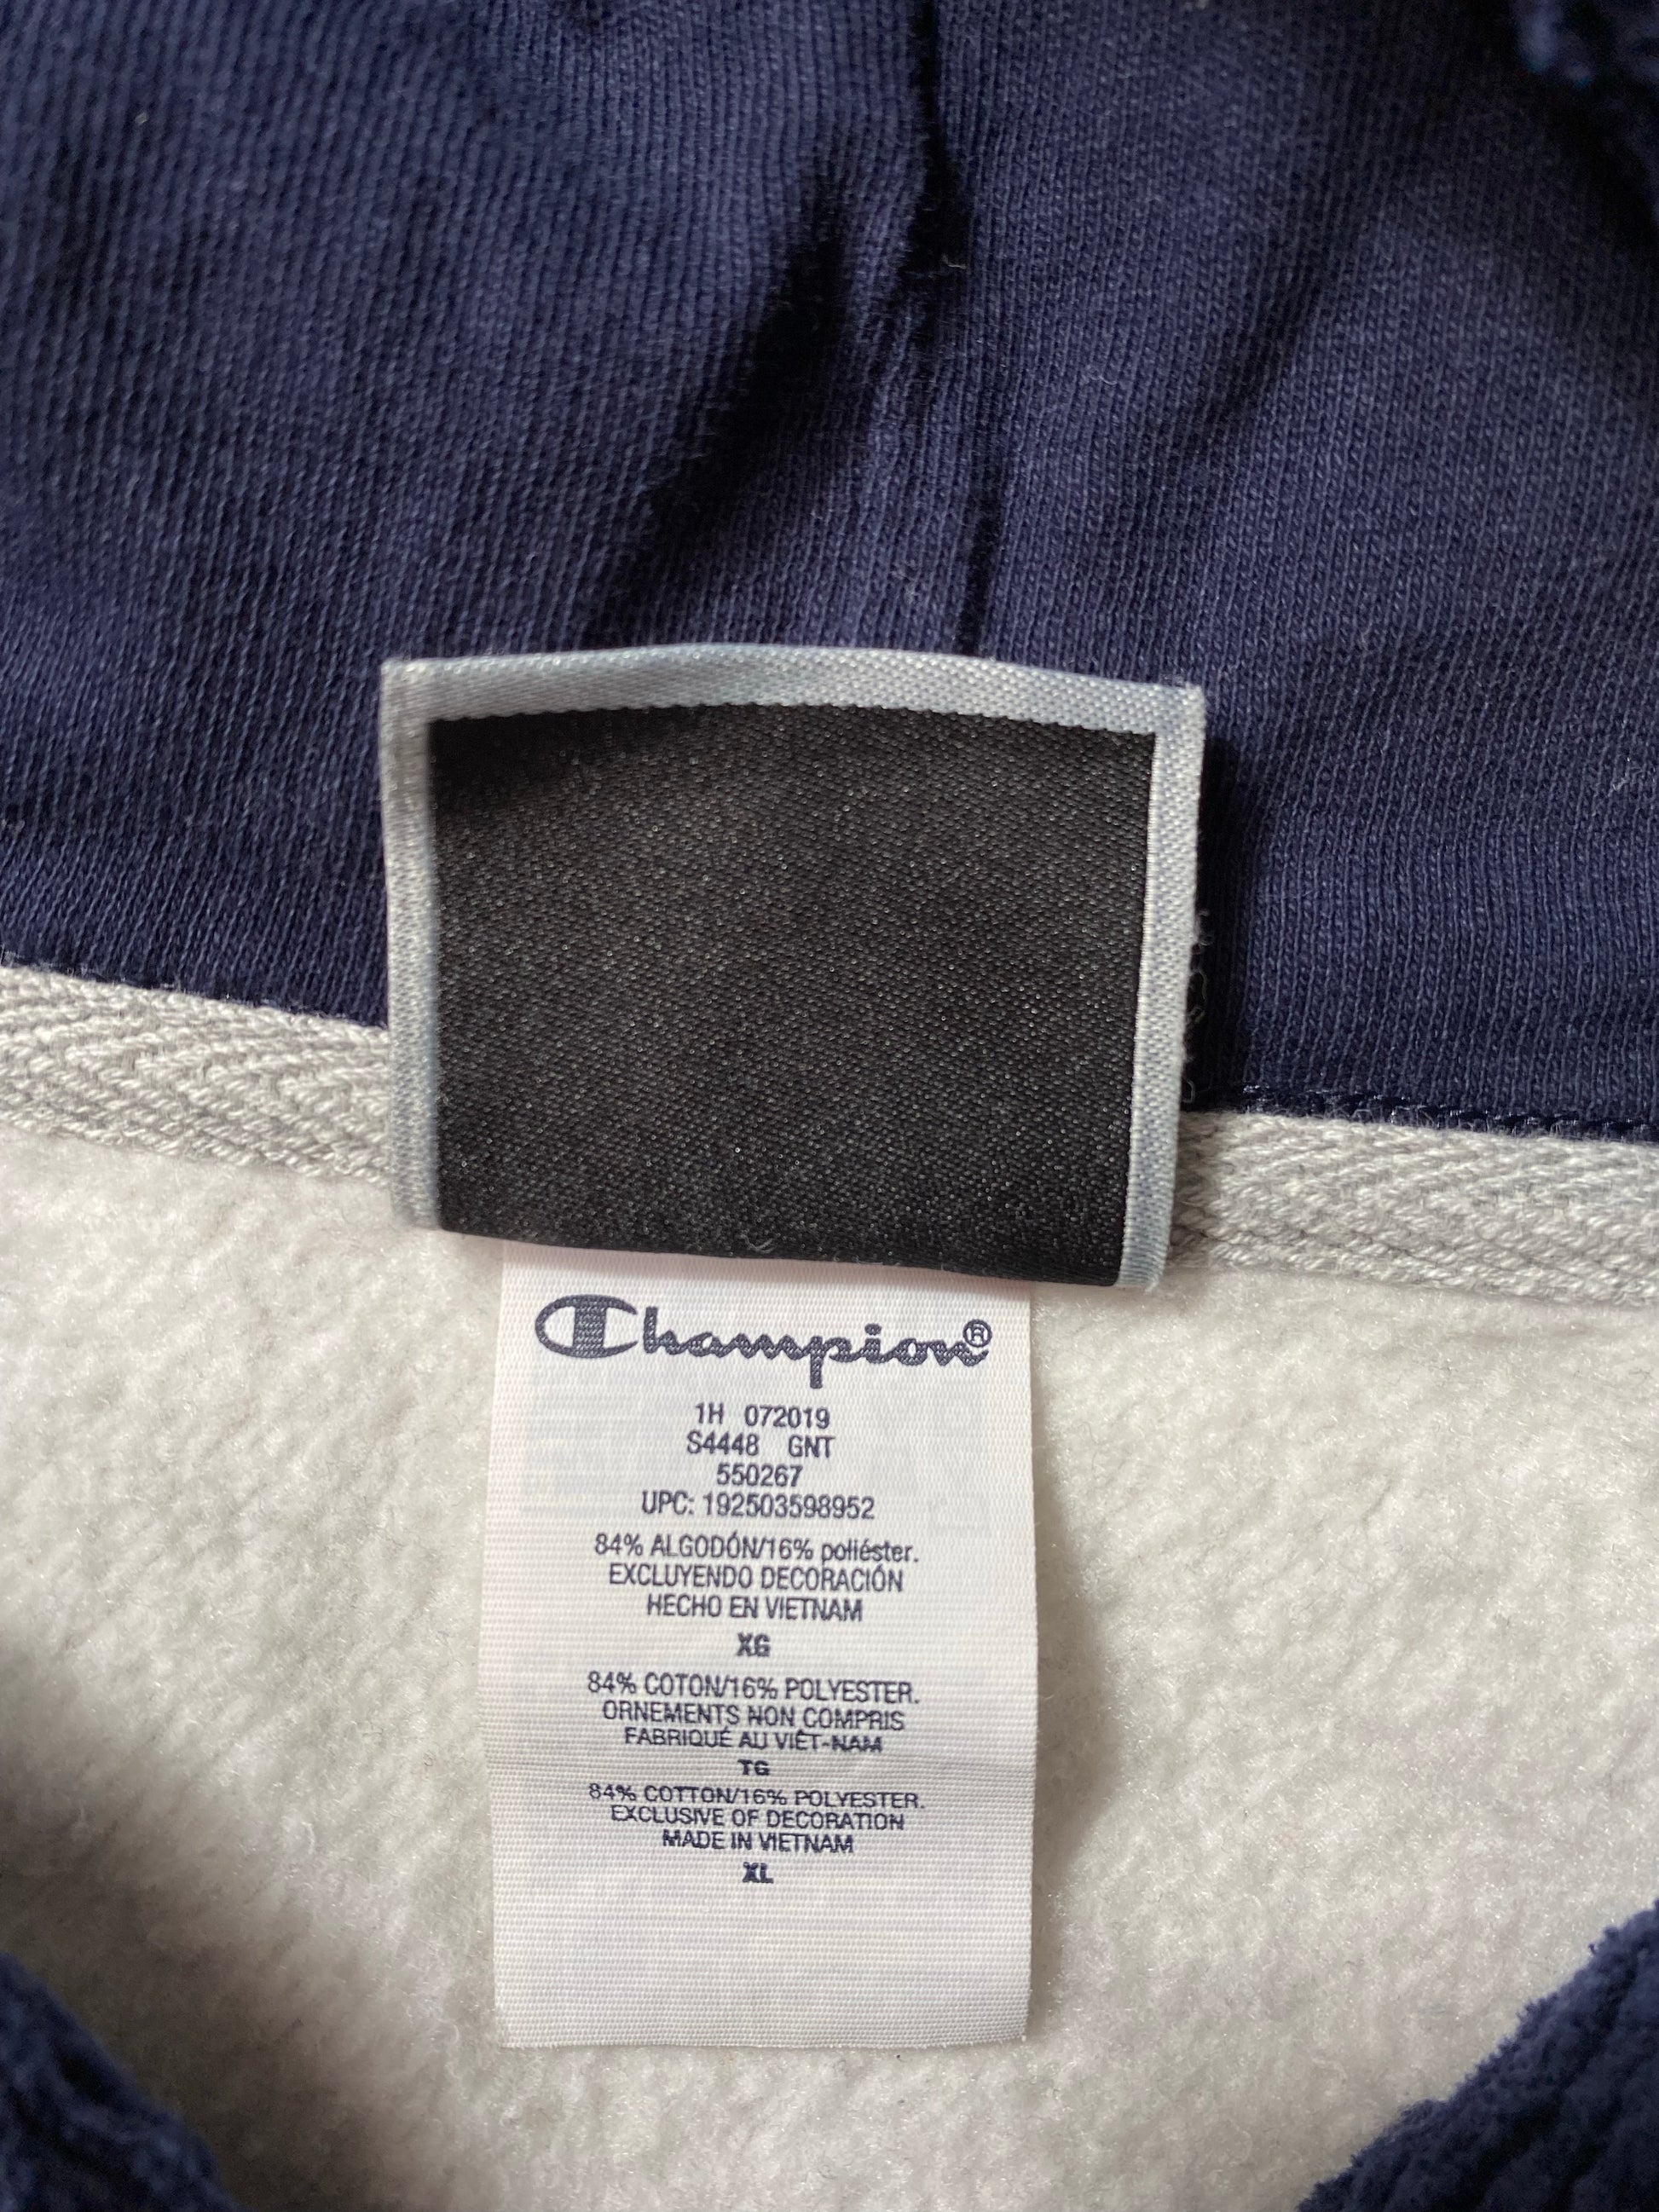 Champion®
1H 072019
S4448 GNT
550267
UPC: 192503598952
84% ALGODÓN/16% poliéster.
EXCLUYENDO DECORACIÓN
HECHO EN VIETNAM
XG
84% COTON/16% POLYESTER.
ORNEMENTS NON COMPRIS
FABRIQUÉ AU VIÊT-NAM
TG
84% COTTON/16% POLYESTER.
EXCLUSIVE OF DECORATION
MADE IN VIETNAM
XL